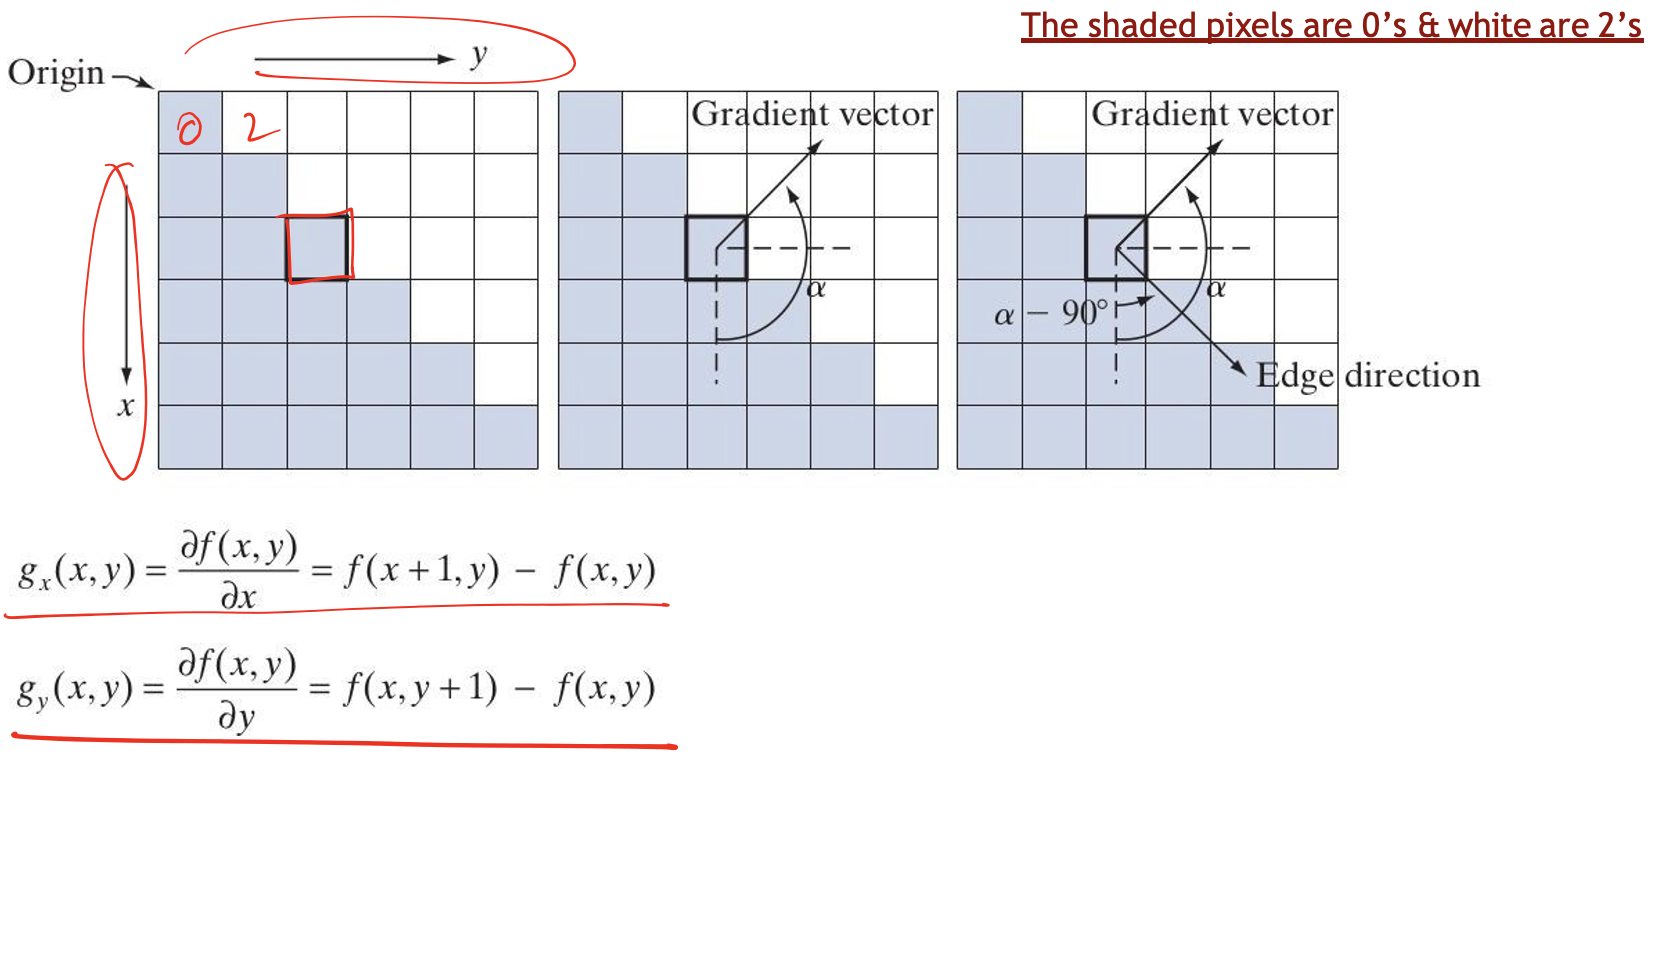 The shaded pixels are 0’s & white are 2’s
y
Origin
0 2
x
Gradient vector
α
Gradient vector
α
α − 90°
Edge direction
gₓ(x, y) = ∂f(x, y)/∂x = f(x + 1, y) − f(x, y)
g_y(x, y) = ∂f(x, y)/∂y = f(x, y + 1) − f(x, y)